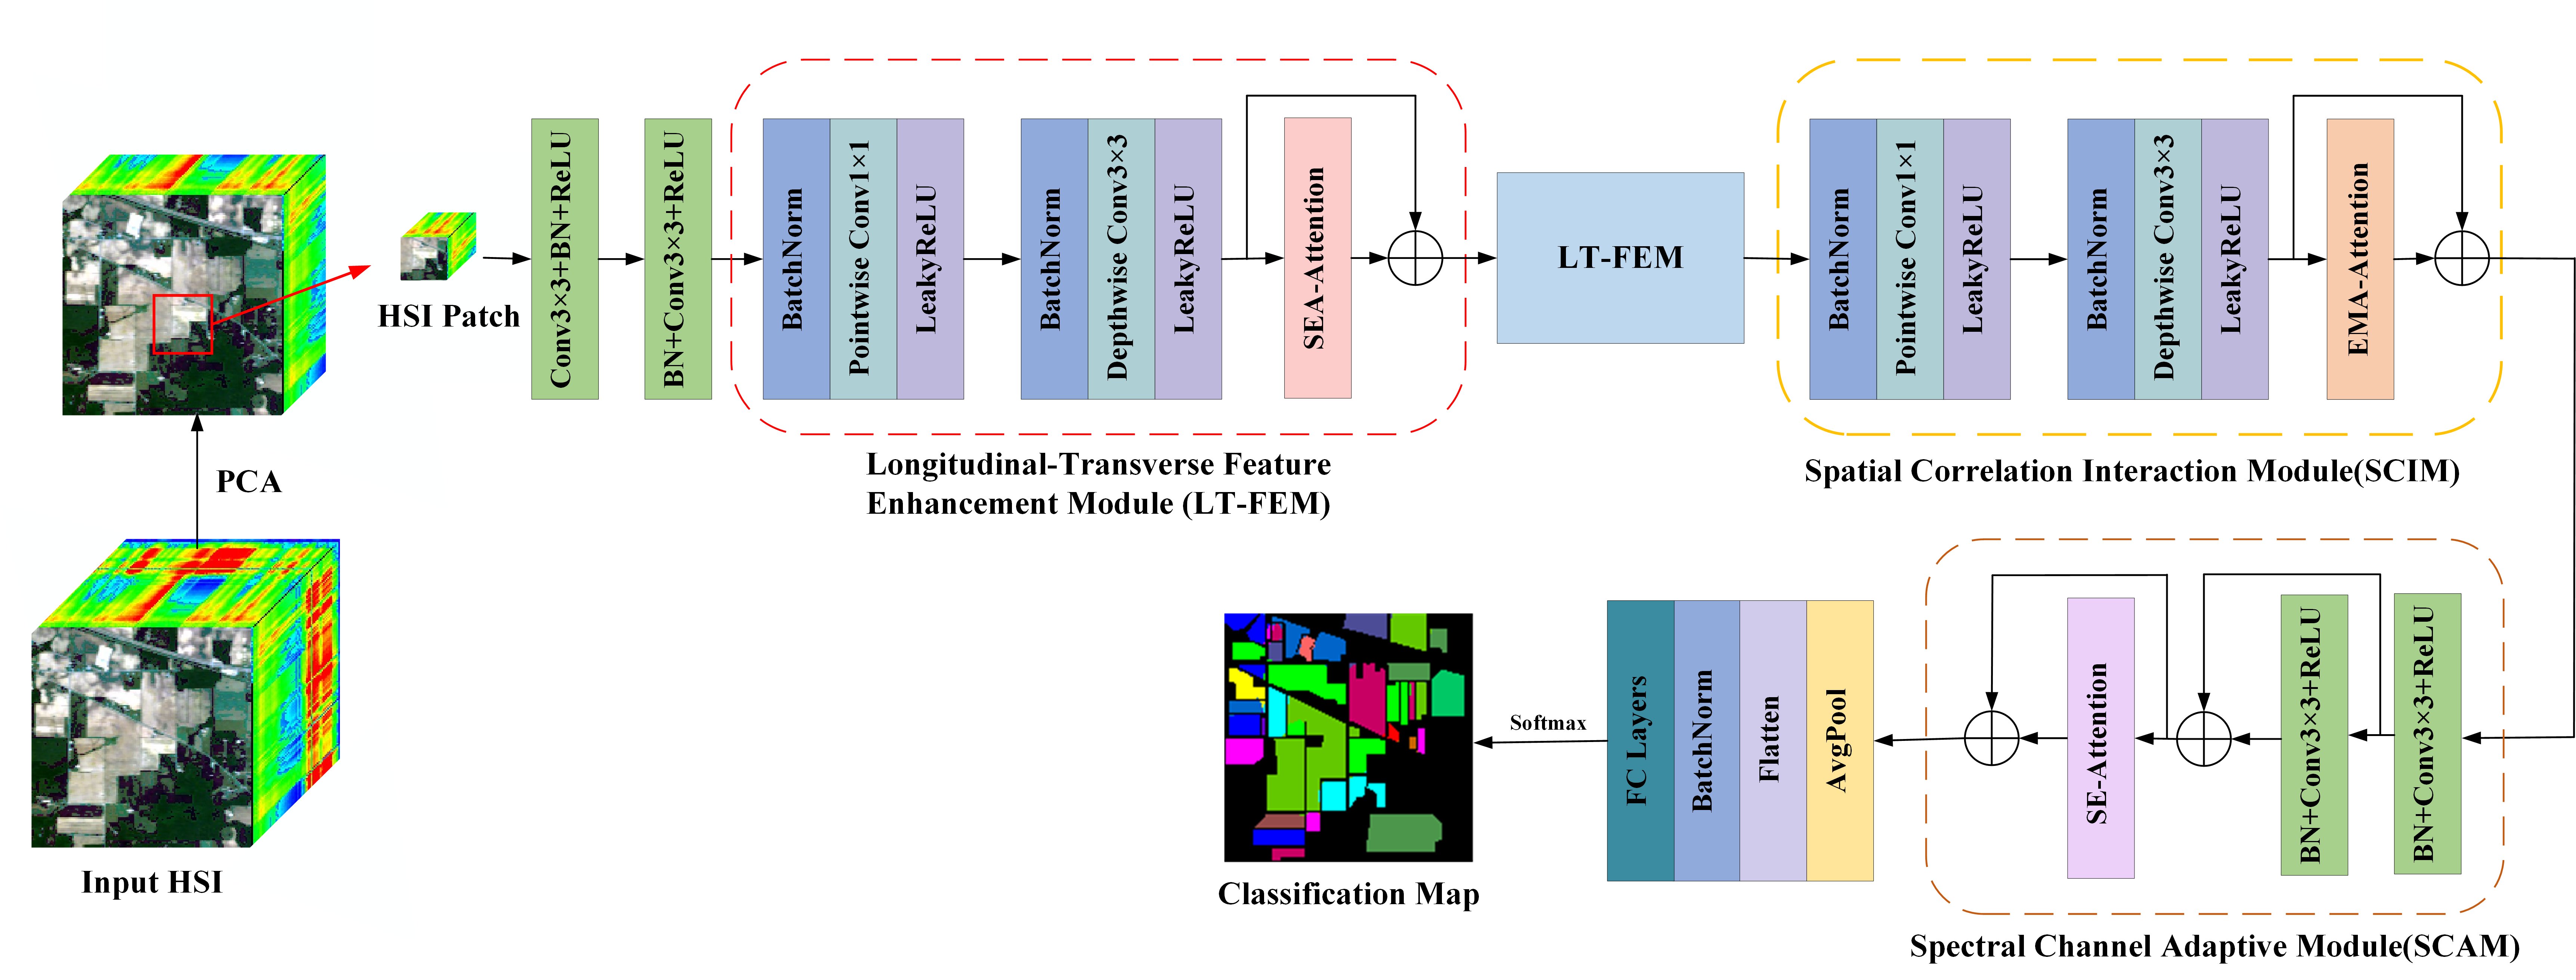 PCA
Input HSI
HSI Patch
Conv3×3+BN+ReLU
BN+Conv3×3+ReLU
BatchNorm
Pointwise Conv1×1
LeakyReLU
BatchNorm
Depthwise Conv3×3
LeakyReLU
SEA-Attention
Longitudinal-Transverse Feature
Enhancement Module (LT-FEM)
LT-FEM
BatchNorm
Pointwise Conv1×1
LeakyReLU
BatchNorm
Depthwise Conv3×3
LeakyReLU
EMA-Attention
Spatial Correlation Interaction Module(SCIM)
BN+Conv3×3+ReLU
BN+Conv3×3+ReLU
SE-Attention
Spectral Channel Adaptive Module(SCAM)
AvgPool
Flatten
BatchNorm
FC Layers
Softmax
Classification Map